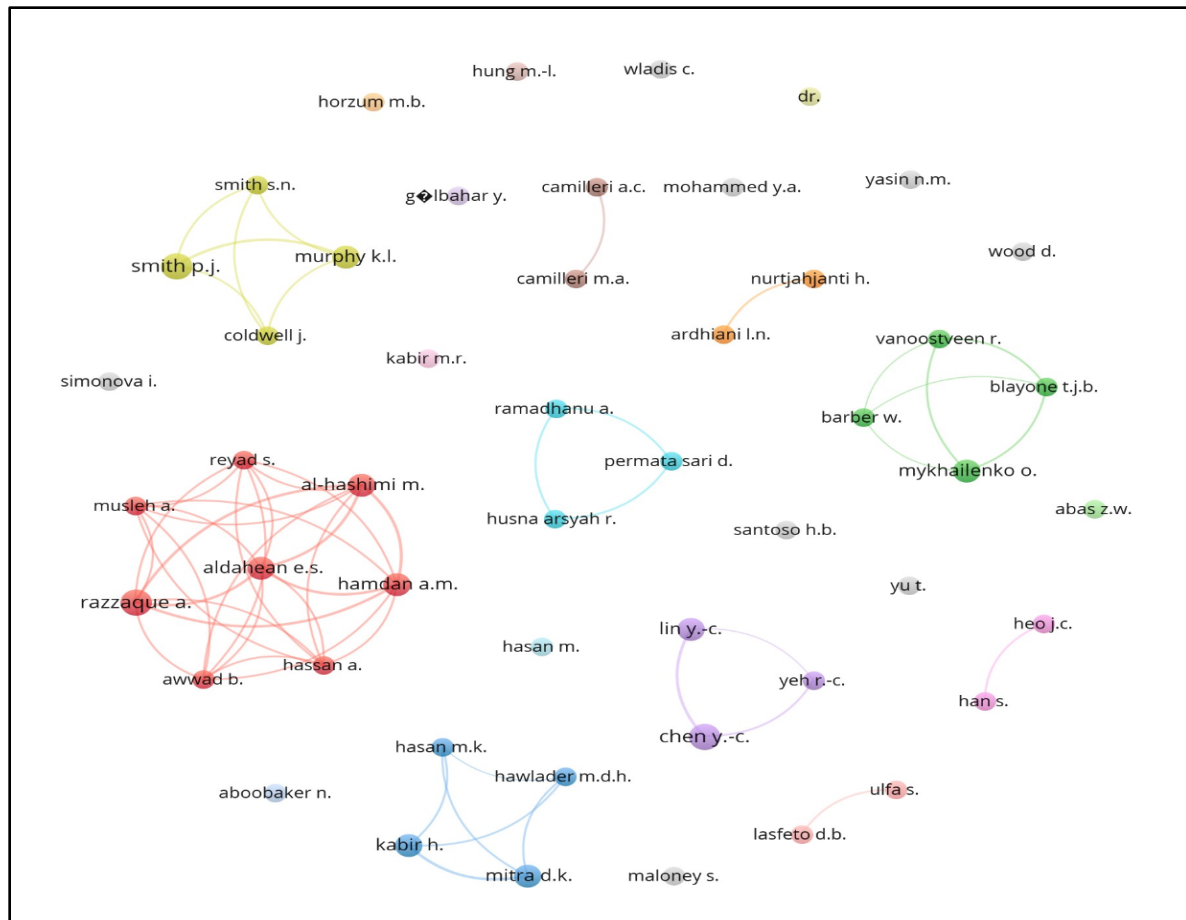 hung m.-l.
wladis c.
horzum m.b.
dr.
smith s.n.
g�lbahar y.
camilleri a.c.
mohammed y.a.
yasin n.m.
smith p.j.
murphy k.l.
wood d.
camilleri m.a.
nurtjahjanti h.
coldwell j.
ardhiani l.n.
vanoostveen r.
kabir m.r.
simonova i.
blayone t.j.b.
ramadhanu a.
barber w.
reyad s.
permata sari d.
mykhailenko o.
al-hashimi m.
musleh a.
husna arsyah r.
abas z.w.
santoso h.b.
aldahean e.s.
hamdan a.m.
yu t.
razzaque a.
heo j.c.
lin y.-c.
hasan m.
hassan a.
awwad b.
yeh r.-c.
han s.
chen y.-c.
hasan m.k.
hawlader m.d.h.
aboobaker n.
ulfa s.
lasfeto d.b.
kabir h.
mitra d.k.
maloney s.